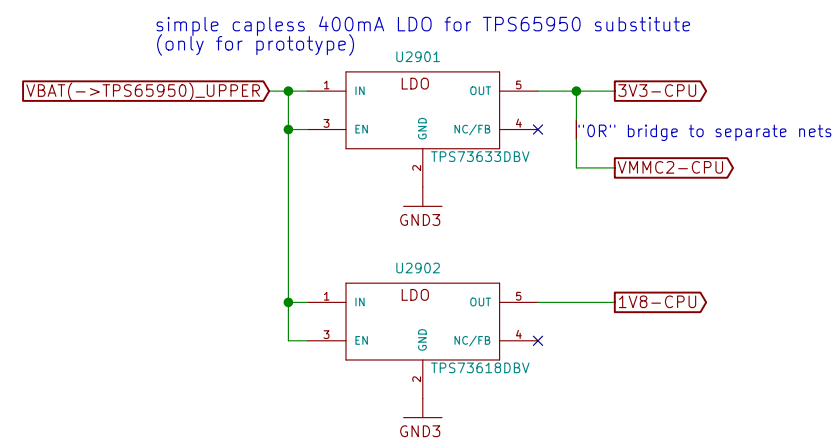 simple capless 400mA LDO for TPS65950 substitute
(only for prototype)
U2901
VBAT(->TPS65950)_UPPER
1
IN
LDO
OUT
5
3V3-CPU
3
EN
GND
NC/FB
4
"0R" bridge to separate nets
TPS73633DBV
2
VMMC2-CPU
GND3
U2902
1
IN
LDO
OUT
5
1V8-CPU
3
EN
GND
NC/FB
4
TPS73618DBV
2
GND3